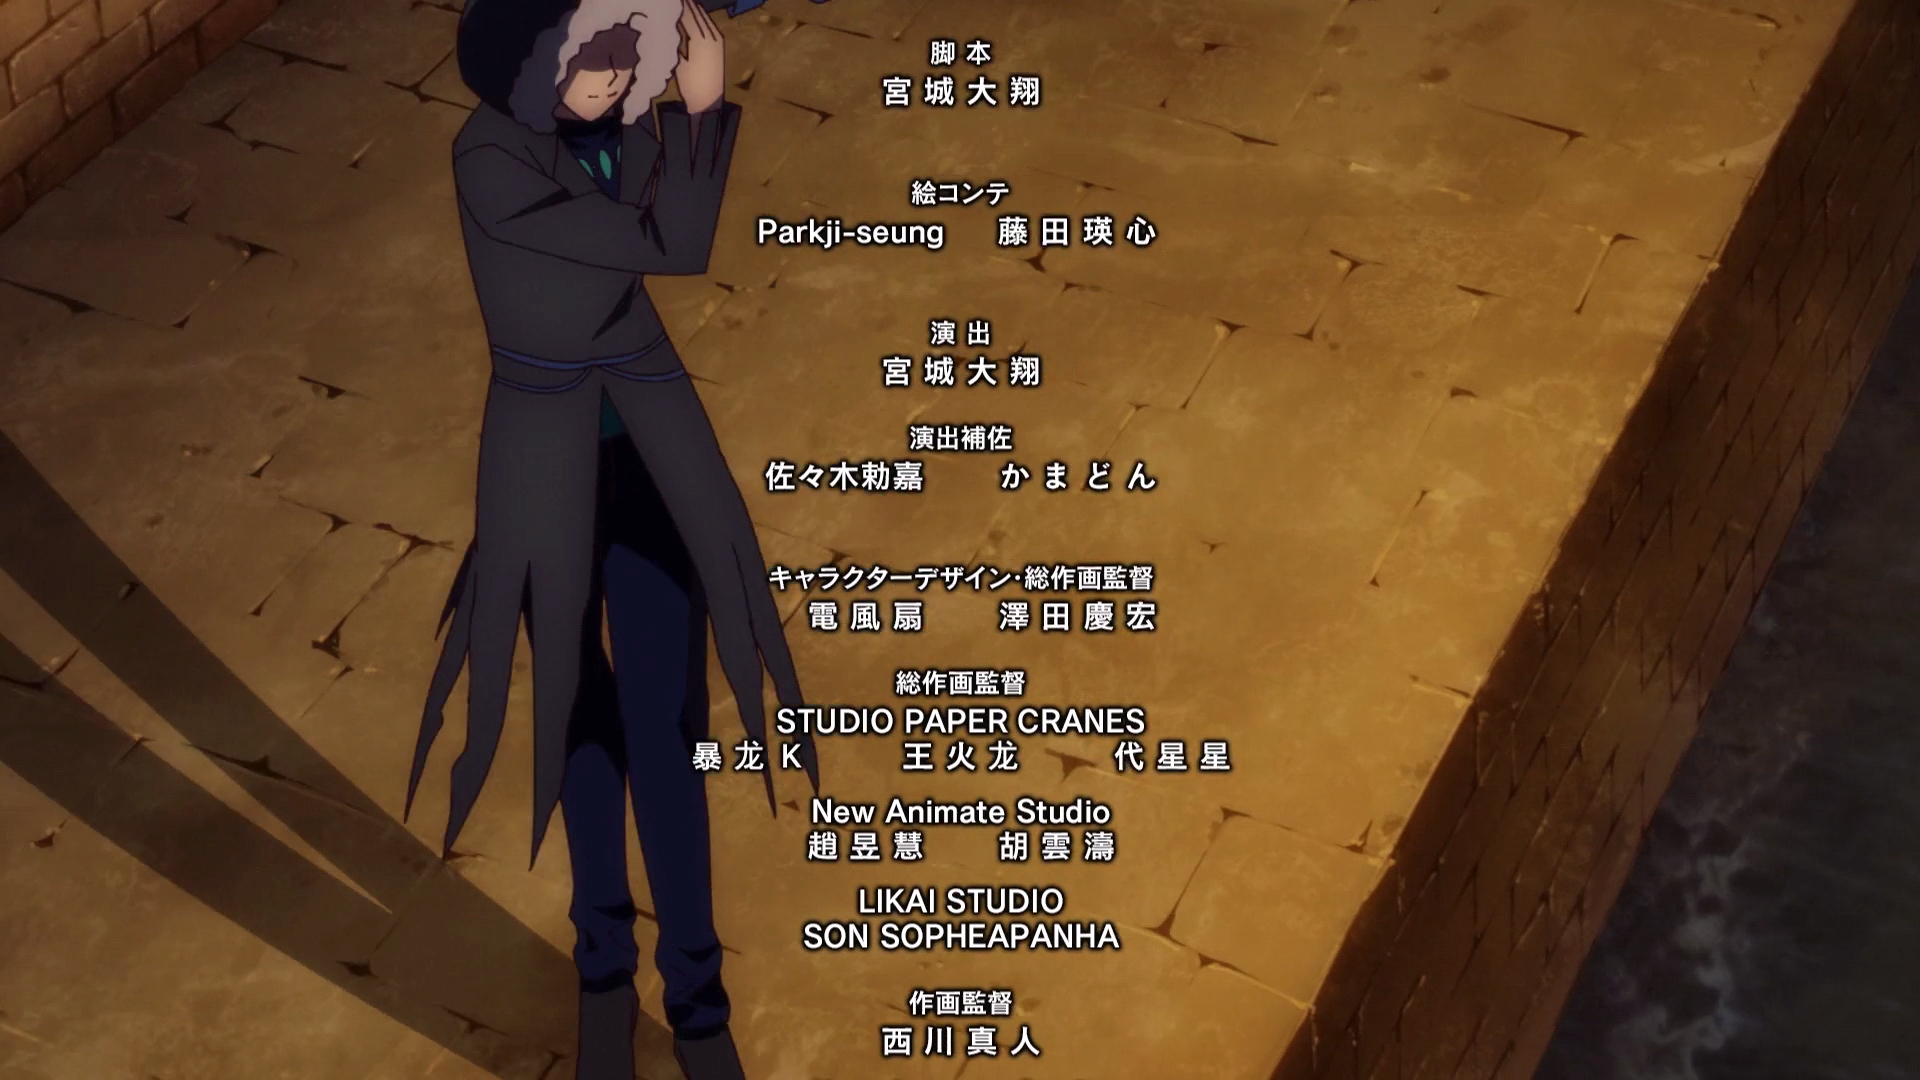 脚本
宮城大翔
絵コンテ
Parkji-seung 藤田瑛心
演出
宮城大翔
演出補佐
佐々木勅嘉 かまどん
キャラクターデザイン・総作画監督
電風扇 澤田慶宏
総作画監督
STUDIO PAPER CRANES
暴龙K 王火龙 代星星
New Animate Studio
趙昱慧 胡雲濤
LIKAI STUDIO
SON SOPHEAPANHA
作画監督
西川真人